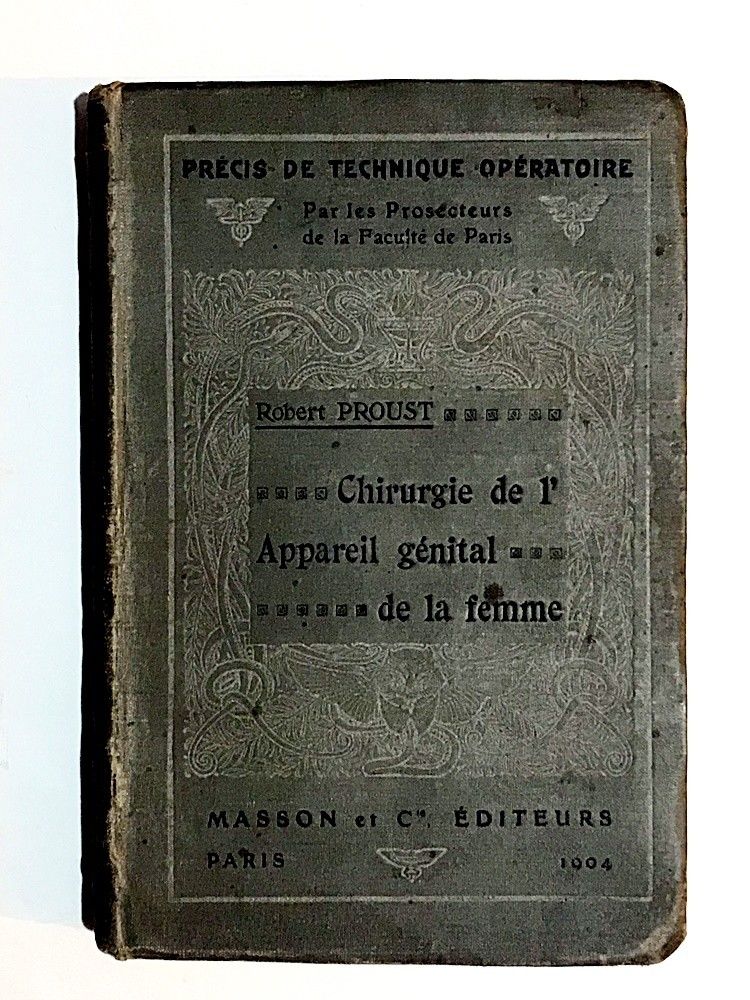 PRÉCIS · DE TECHNIQUE OPÉRATOIRE
Par les Prosecteurs
de la Faculté de Paris
Robert PROUST
Chirurgie de l'
Appareil génital
de la femme
MASSON et Cie, ÉDITEURS
PARIS 1904